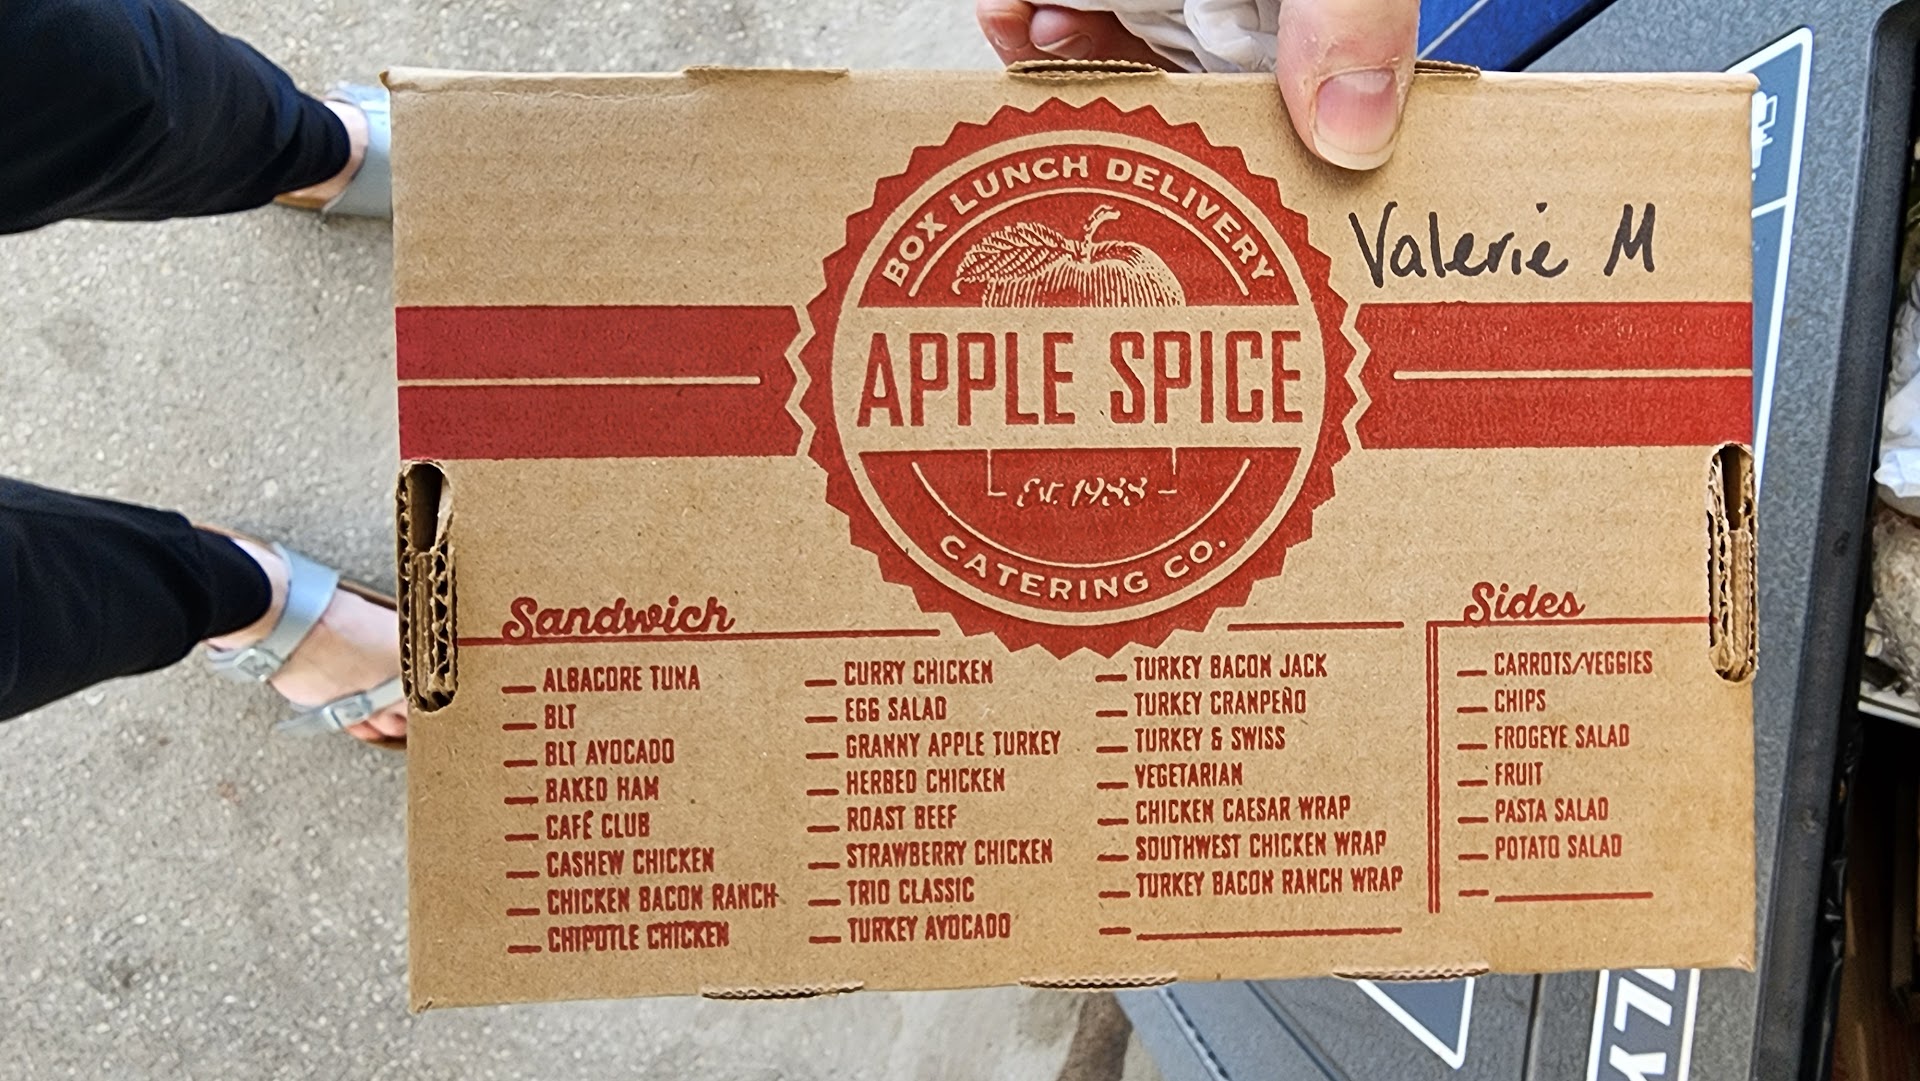 BOX LUNCH DELIVERY
Valerie M
APPLE SPICE
Est. 1988
CATERING CO.
Sandwich
ALBACORE TUNA
BLT
BLT AVOCADO
BAKED HAM
CAFÉ CLUB
CASHEW CHICKEN
CHICKEN BACON RANCH
CHIPOTLE CHICKEN
CURRY CHICKEN
EGG SALAD
GRANNY APPLE TURKEY
HERBED CHICKEN
ROAST BEEF
STRAWBERRY CHICKEN
TRIO CLASSIC
TURKEY AVOCADO
TURKEY BACON JACK
TURKEY CRANPEÑO
TURKEY & SWISS
VEGETARIAN
CHICKEN CAESAR WRAP
SOUTHWEST CHICKEN WRAP
TURKEY BACON RANCH WRAP
Sides
CARROTS/VEGGIES
CHIPS
FROGEYE SALAD
FRUIT
PASTA SALAD
POTATO SALAD
LY